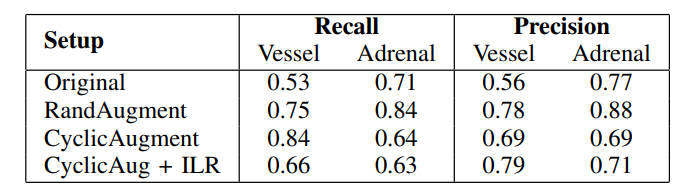 Setup Recall Precision
Vessel Adrenal Vessel Adrenal
Original 0.53 0.71 0.56 0.77
RandAugment 0.75 0.84 0.78 0.88
CyclicAugment 0.84 0.64 0.69 0.69
CyclicAug + ILR 0.66 0.63 0.79 0.71